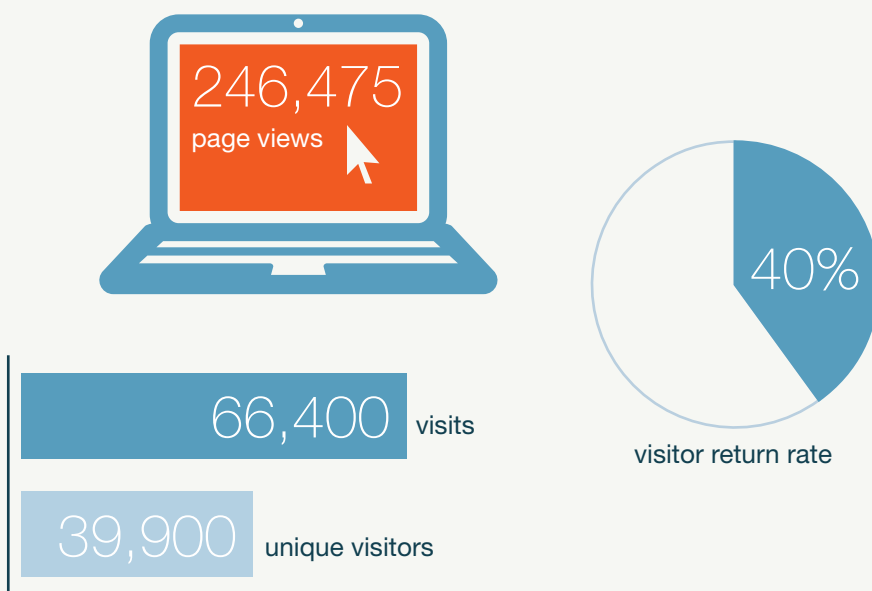 246,475
page views
40%
visitor return rate
66,400 visits
39,900 unique visitors